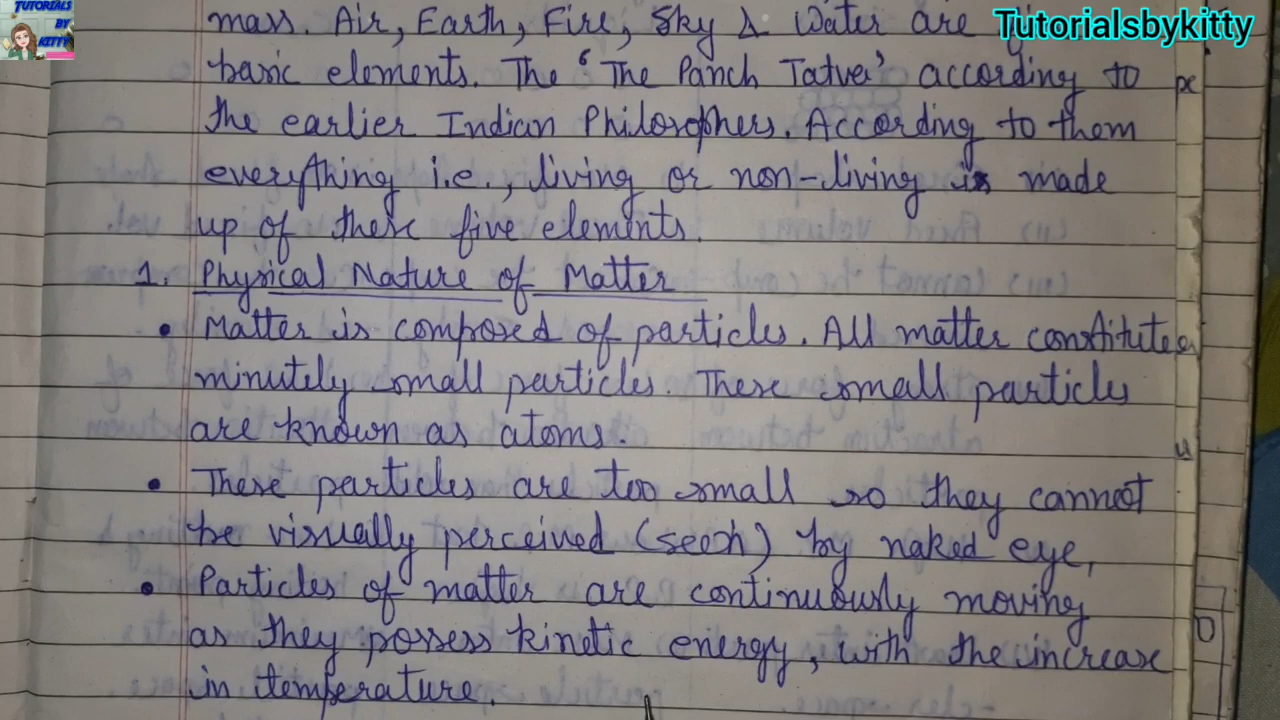 TUTORIALS
BY
KITTY
Tutorialsbykitty
mass. Air, Earth, Fire, Sky & Water are
basic elements. The 'The Panch Tatva' according to
the earlier Indian Philosophers. According to them
everything i.e., living or non-living is made
up of these five elements.
1. Physical Nature of Matter
• Matter is composed of particles. All matter constitutes
minutely small particles. These small particles
are known as atoms.
• These particles are too small so they cannot
be visually perceived (seen) by naked eye,
• Particles of matter are continuously moving
as they possess kinetic energy, with the increase
in temperature.